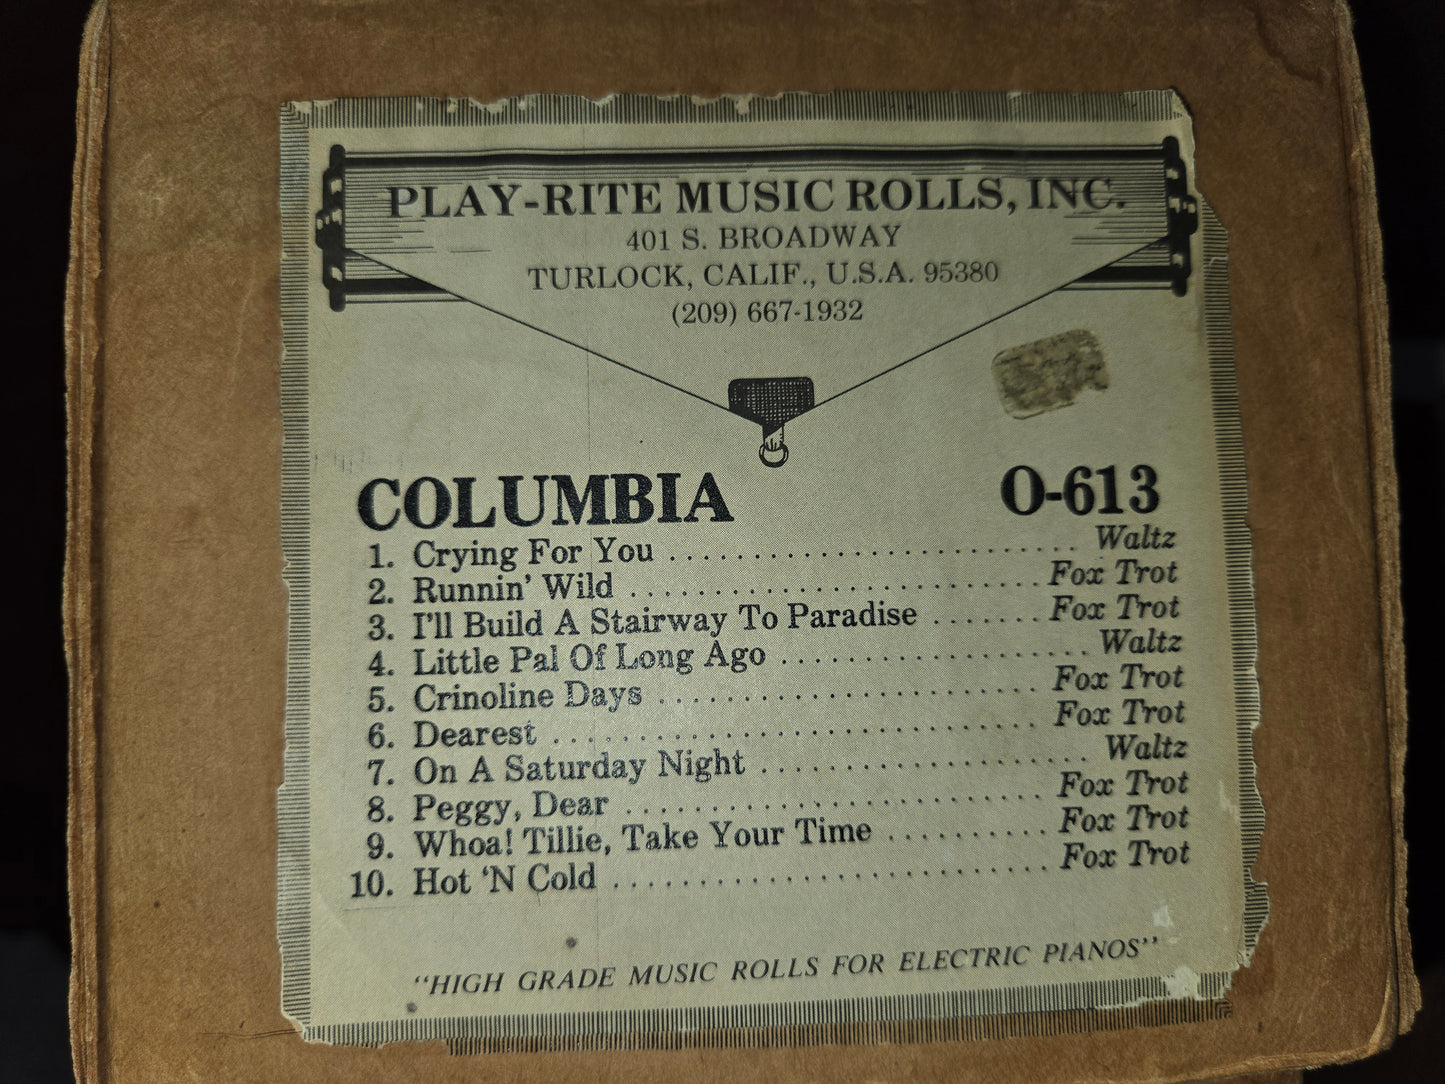 PLAY-RITE MUSIC ROLLS, INC.
401 S. BROADWAY
TURLOCK, CALIF., U.S.A. 95380
(209) 667-1932
COLUMBIA O-613
1. Crying For You . . . . . . . . . . . . . . . . . . . . . . . . . . Waltz
2. Runnin' Wild . . . . . . . . . . . . . . . . . . . . . . . . . . Fox Trot
3. I'll Build A Stairway To Paradise . . . . . . . Fox Trot
4. Little Pal Of Long Ago . . . . . . . . . . . . . . . . . . . Waltz
5. Crinoline Days . . . . . . . . . . . . . . . . . . . . . . . . Fox Trot
6. Dearest . . . . . . . . . . . . . . . . . . . . . . . . . . . . . . . Fox Trot
7. On A Saturday Night . . . . . . . . . . . . . . . . . . . . Waltz
8. Peggy, Dear . . . . . . . . . . . . . . . . . . . . . . . . . . Fox Trot
9. Whoa! Tillie, Take Your Time . . . . . . . . . . Fox Trot
10. Hot 'N Cold . . . . . . . . . . . . . . . . . . . . . . . . . . . Fox Trot
"HIGH GRADE MUSIC ROLLS FOR ELECTRIC PIANOS"